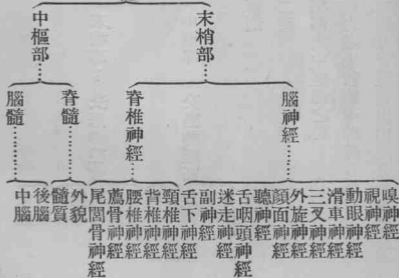 末梢部
腦神經
嗅神經
視神經
動眼神經
滑車神經
三叉神經
外旋神經
顏面神經
聽神經
舌咽頭神經
迷走神經
副神經
舌下神經
脊椎神經
頸椎神經
背椎神經
腰椎神經
薦骨神經
尾閭骨神經
中樞部
脊髓
外貌
髓質
腦髓
後腦
中腦